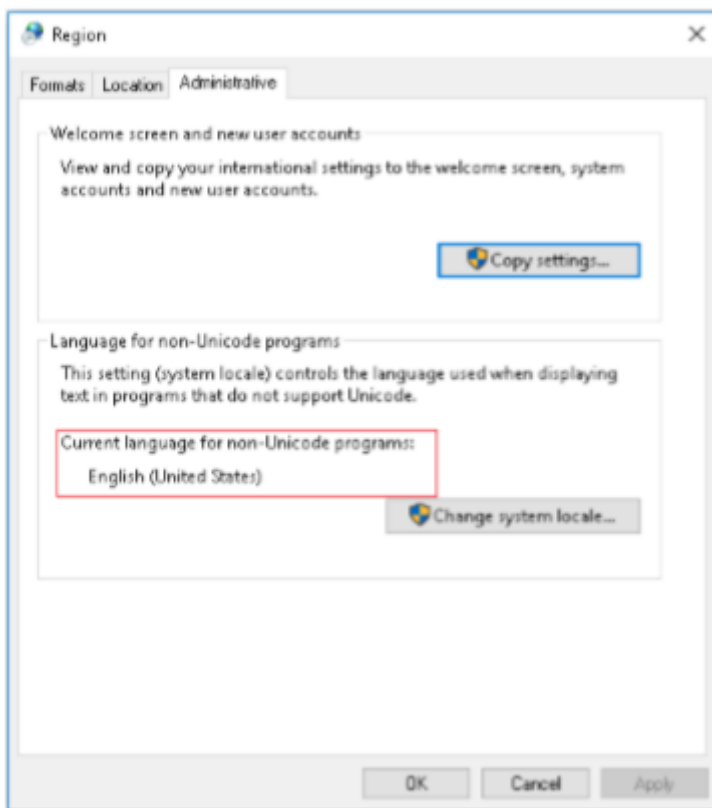 Region
Formats Location Administrative
Welcome screen and new user accounts
View and copy your international settings to the welcome screen, system
accounts and new user accounts.
Copy settings...
Language for non-Unicode programs
This setting (system locale) controls the language used when displaying
text in programs that do not support Unicode.
Current language for non-Unicode programs:
English (United States)
Change system locale...
OK Cancel Apply